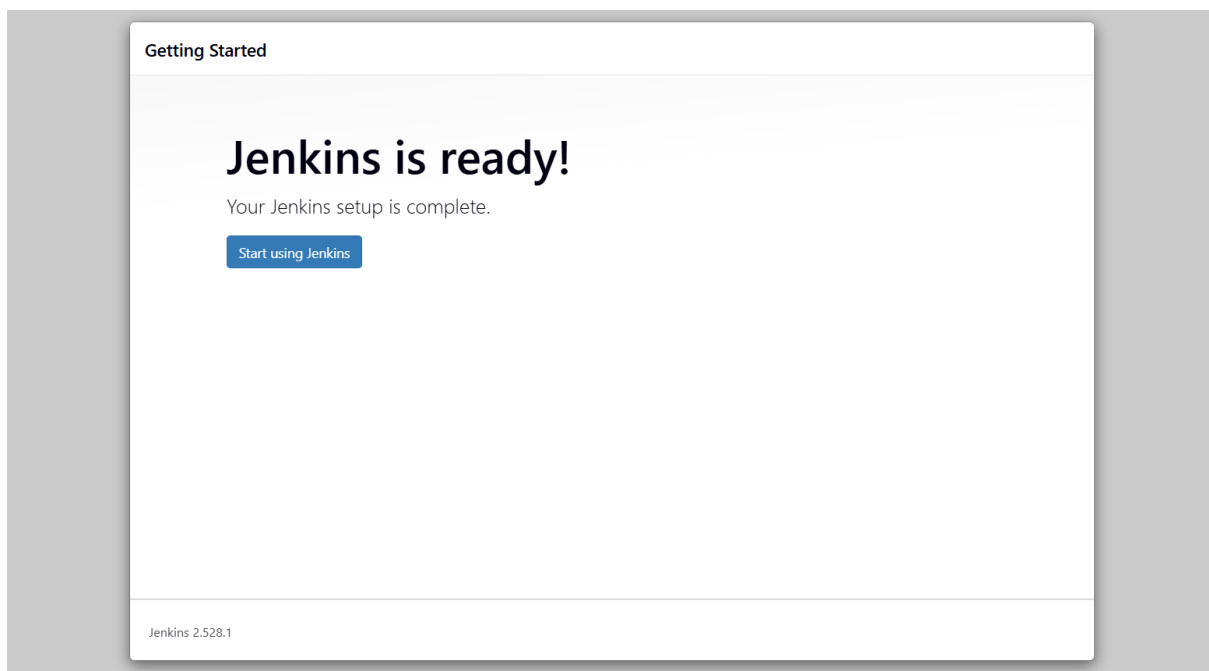 Getting Started
Jenkins is ready!
Your Jenkins setup is complete.
Start using Jenkins
Jenkins 2.528.1